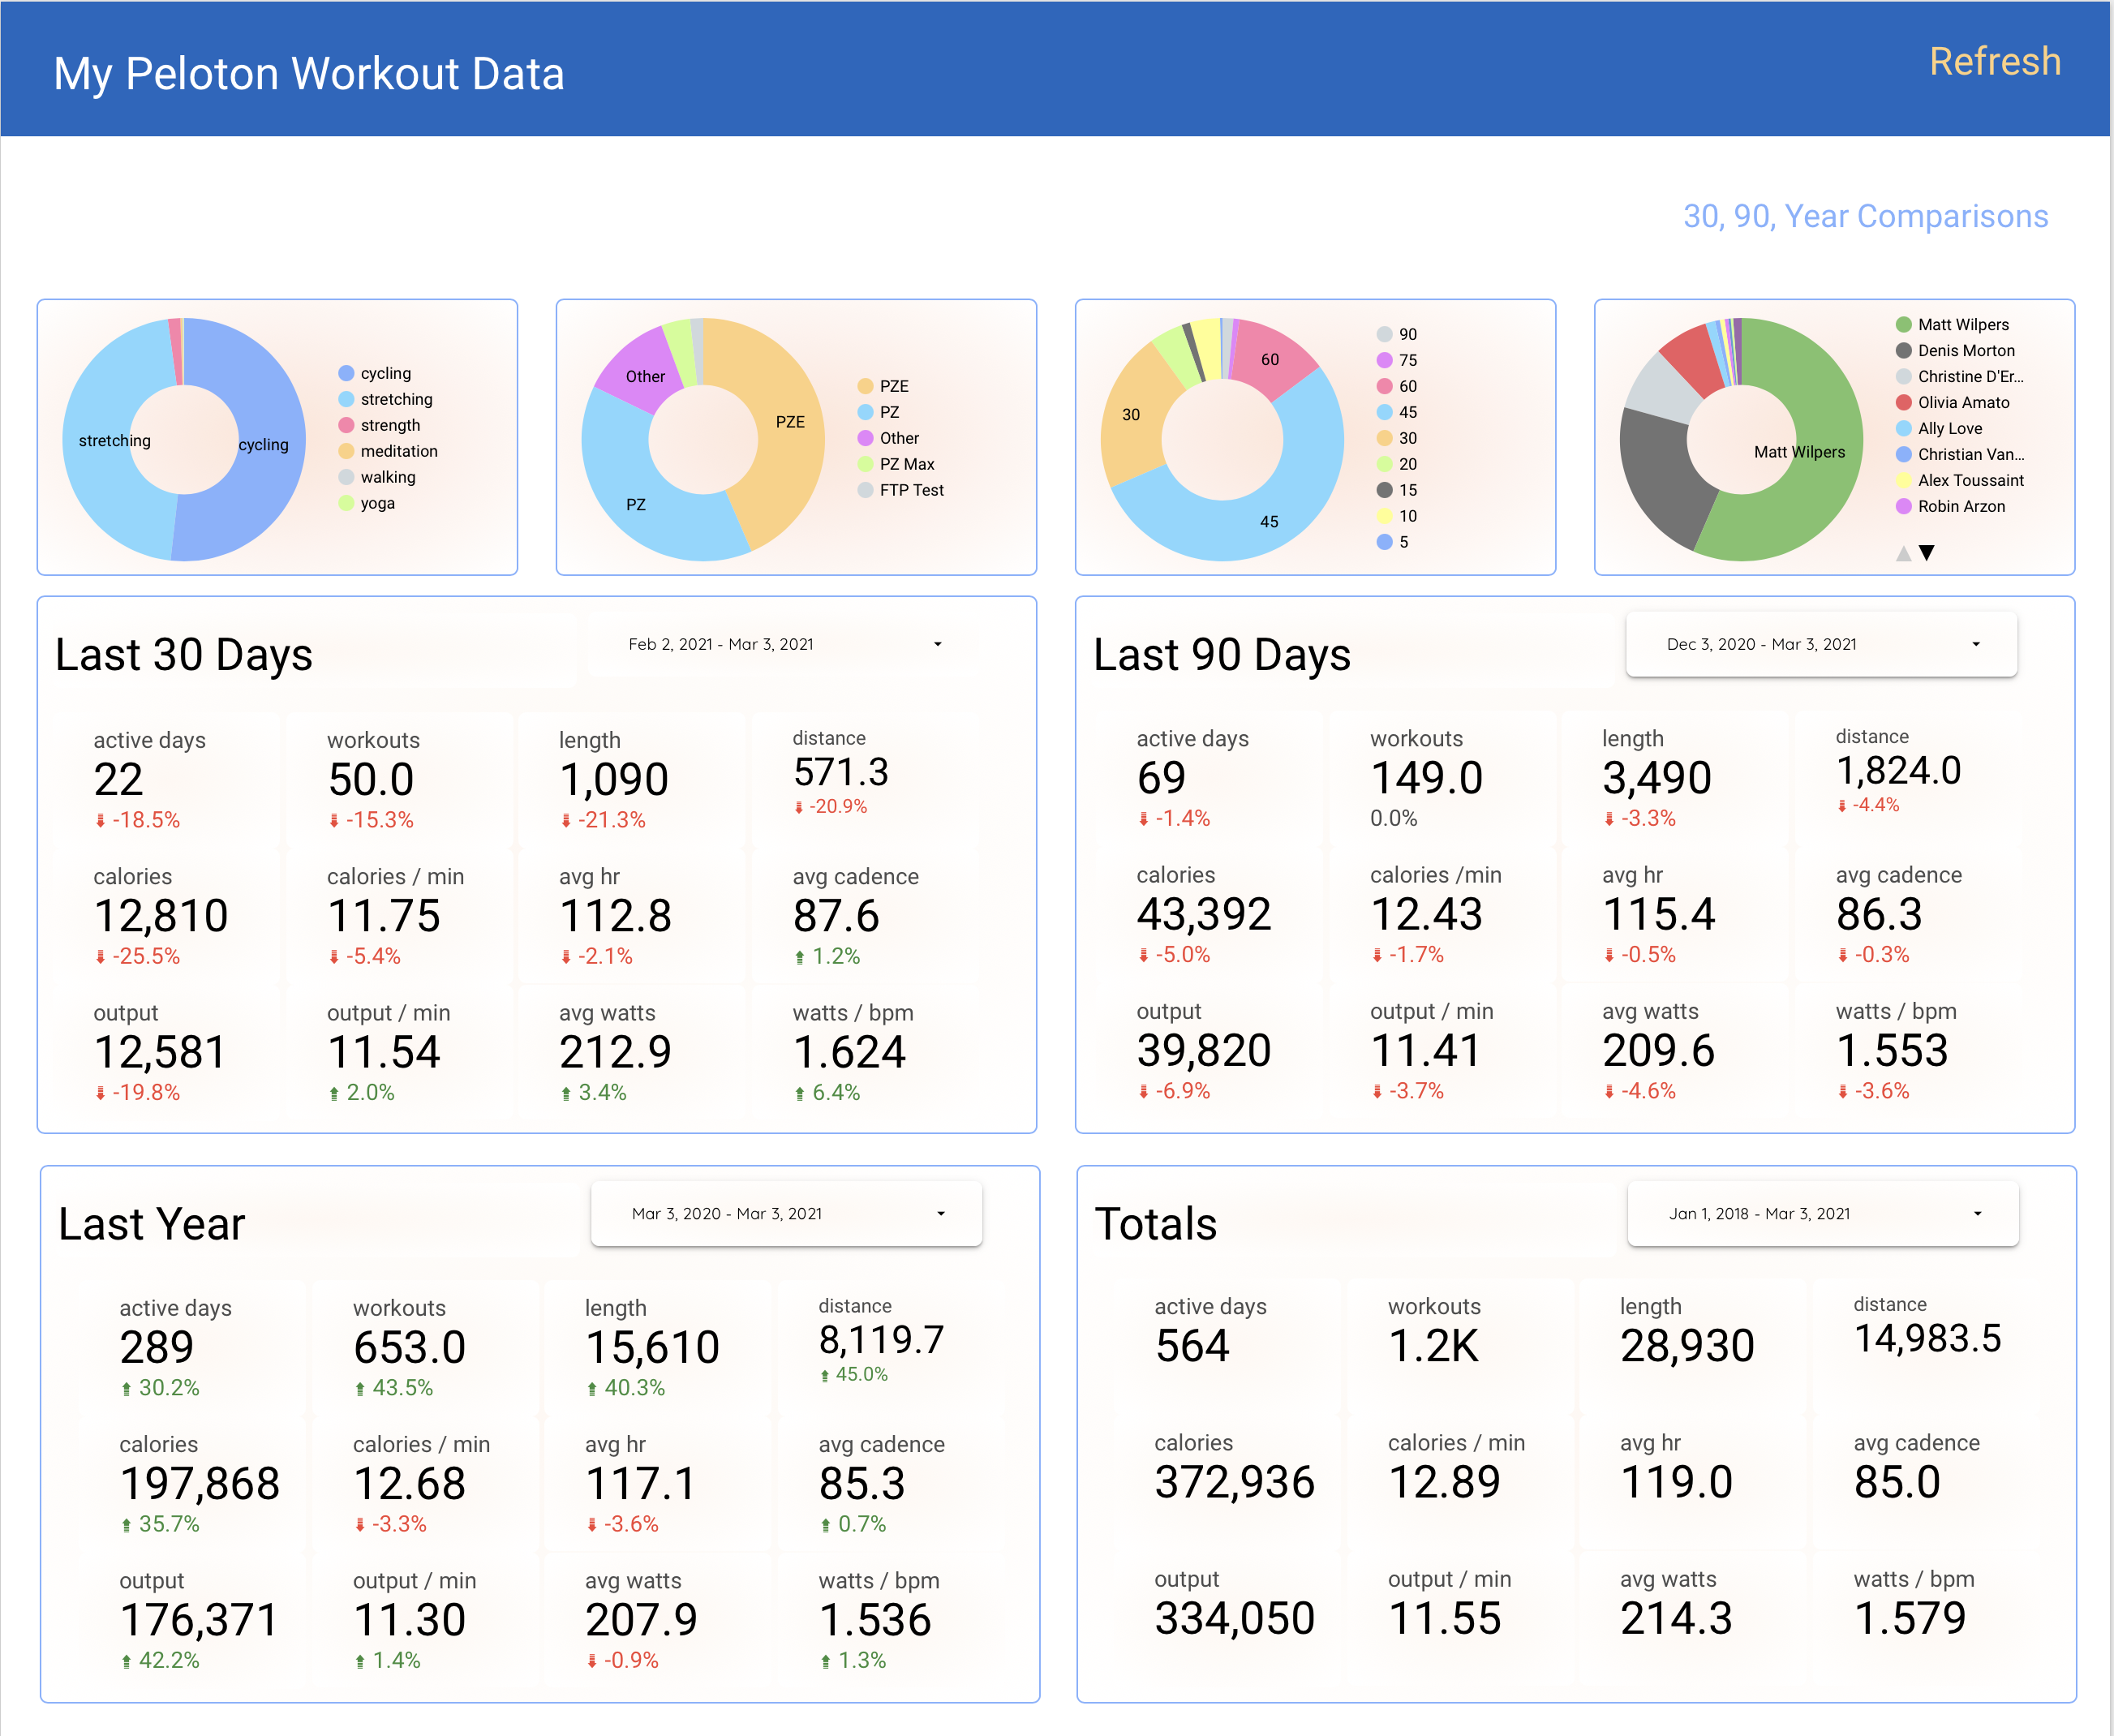 My Peloton Workout Data
Refresh
30, 90, Year Comparisons
stretching
cycling
cycling
stretching
strength
meditation
walking
yoga
Other
PZE
PZ
PZE
PZ
Other
PZ Max
FTP Test
60
30
45
90
75
60
45
30
20
15
10
5
Matt Wilpers
Matt Wilpers
Denis Morton
Christine D'Er...
Olivia Amato
Ally Love
Christian Van...
Alex Toussaint
Robin Arzon
Last 30 Days
Feb 2, 2021 - Mar 3, 2021
active days
22
-18.5%
workouts
50.0
-15.3%
length
1,090
-21.3%
distance
571.3
-20.9%
calories
12,810
-25.5%
calories / min
11.75
-5.4%
avg hr
112.8
-2.1%
avg cadence
87.6
1.2%
output
12,581
-19.8%
output / min
11.54
2.0%
avg watts
212.9
3.4%
watts / bpm
1.624
6.4%
Last 90 Days
Dec 3, 2020 - Mar 3, 2021
active days
69
-1.4%
workouts
149.0
0.0%
length
3,490
-3.3%
distance
1,824.0
-4.4%
calories
43,392
-5.0%
calories /min
12.43
-1.7%
avg hr
115.4
-0.5%
avg cadence
86.3
-0.3%
output
39,820
-6.9%
output / min
11.41
-3.7%
avg watts
209.6
-4.6%
watts / bpm
1.553
-3.6%
Last Year
Mar 3, 2020 - Mar 3, 2021
active days
289
30.2%
workouts
653.0
43.5%
length
15,610
40.3%
distance
8,119.7
45.0%
calories
197,868
35.7%
calories / min
12.68
-3.3%
avg hr
117.1
-3.6%
avg cadence
85.3
0.7%
output
176,371
42.2%
output / min
11.30
1.4%
avg watts
207.9
-0.9%
watts / bpm
1.536
1.3%
Totals
Jan 1, 2018 - Mar 3, 2021
active days
564
workouts
1.2K
length
28,930
distance
14,983.5
calories
372,936
calories / min
12.89
avg hr
119.0
avg cadence
85.0
output
334,050
output / min
11.55
avg watts
214.3
watts / bpm
1.579